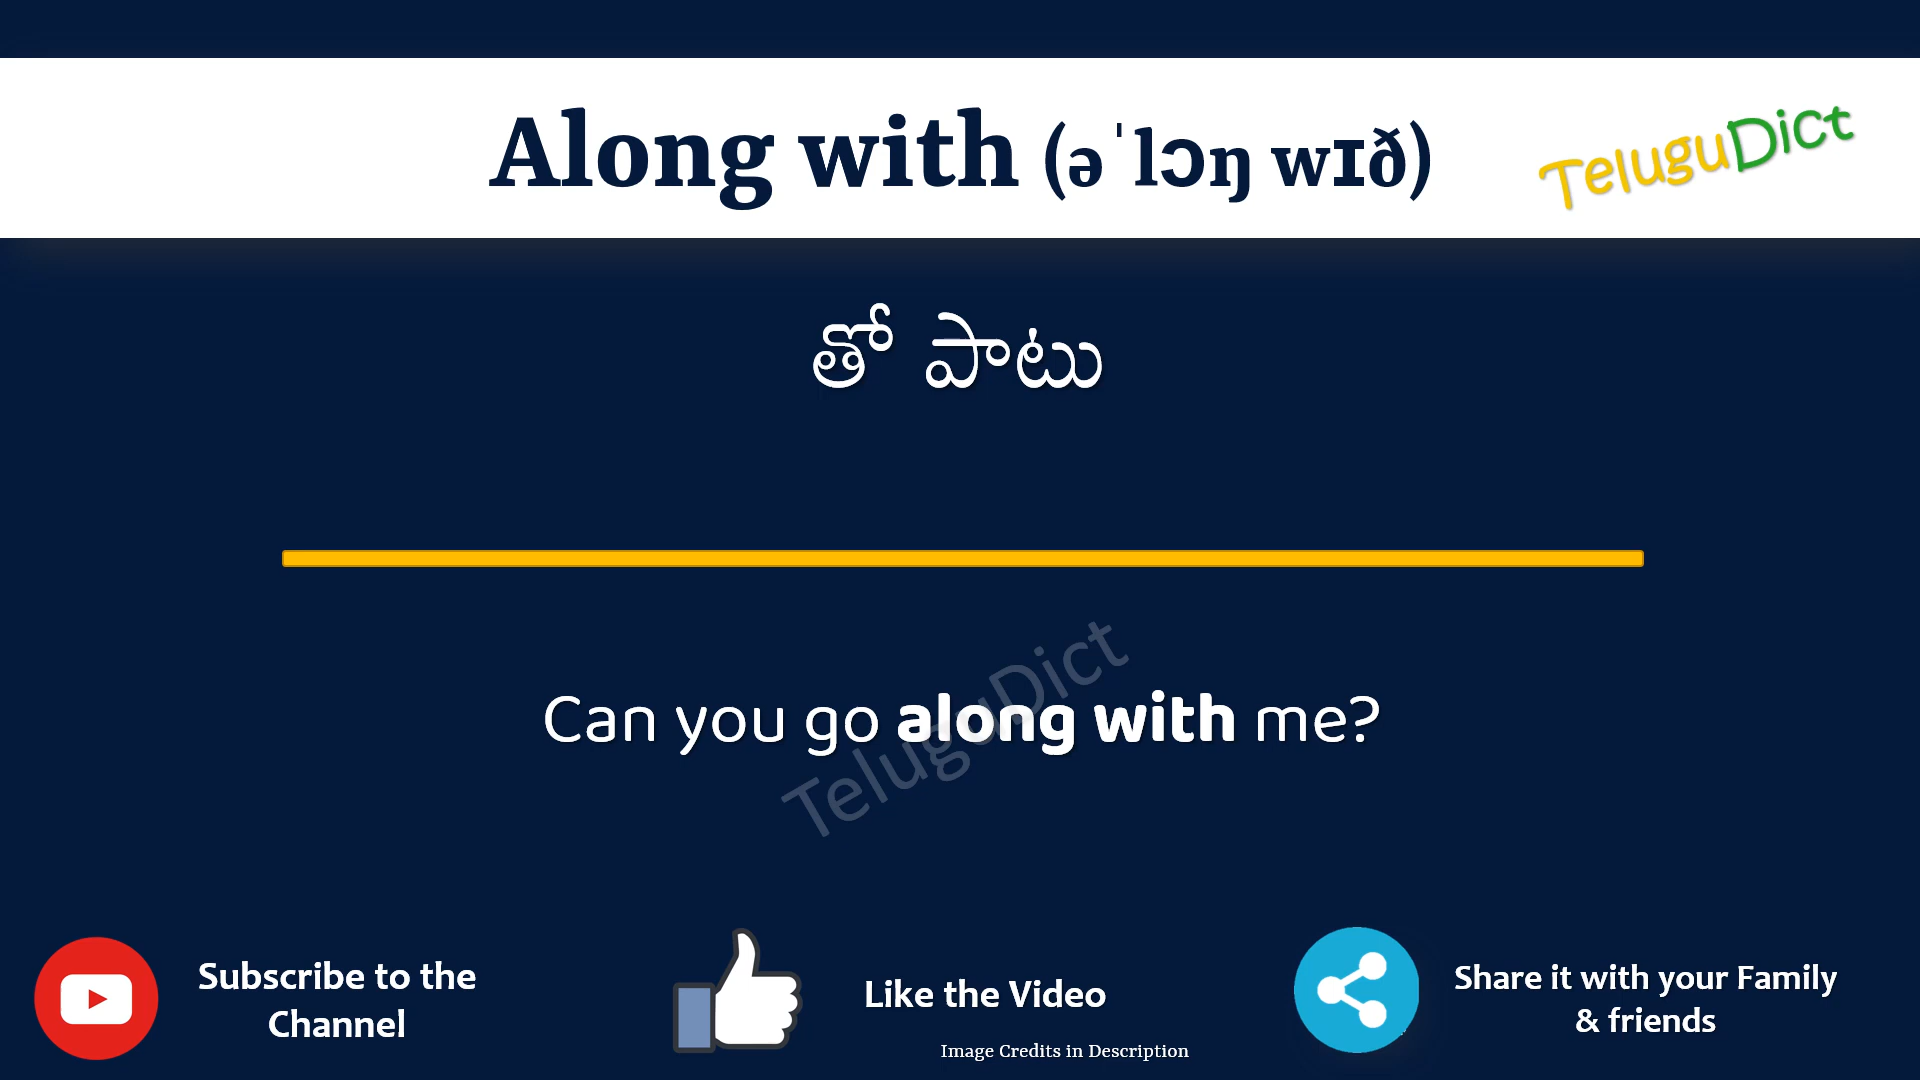 Along with (əˈlɔŋ wɪð)
TeluguDict
తో పాటు
Can you go along with me?
TeluguDict
Subscribe to the
Channel
Like the Video
Share it with your Family
& friends
Image Credits in Description